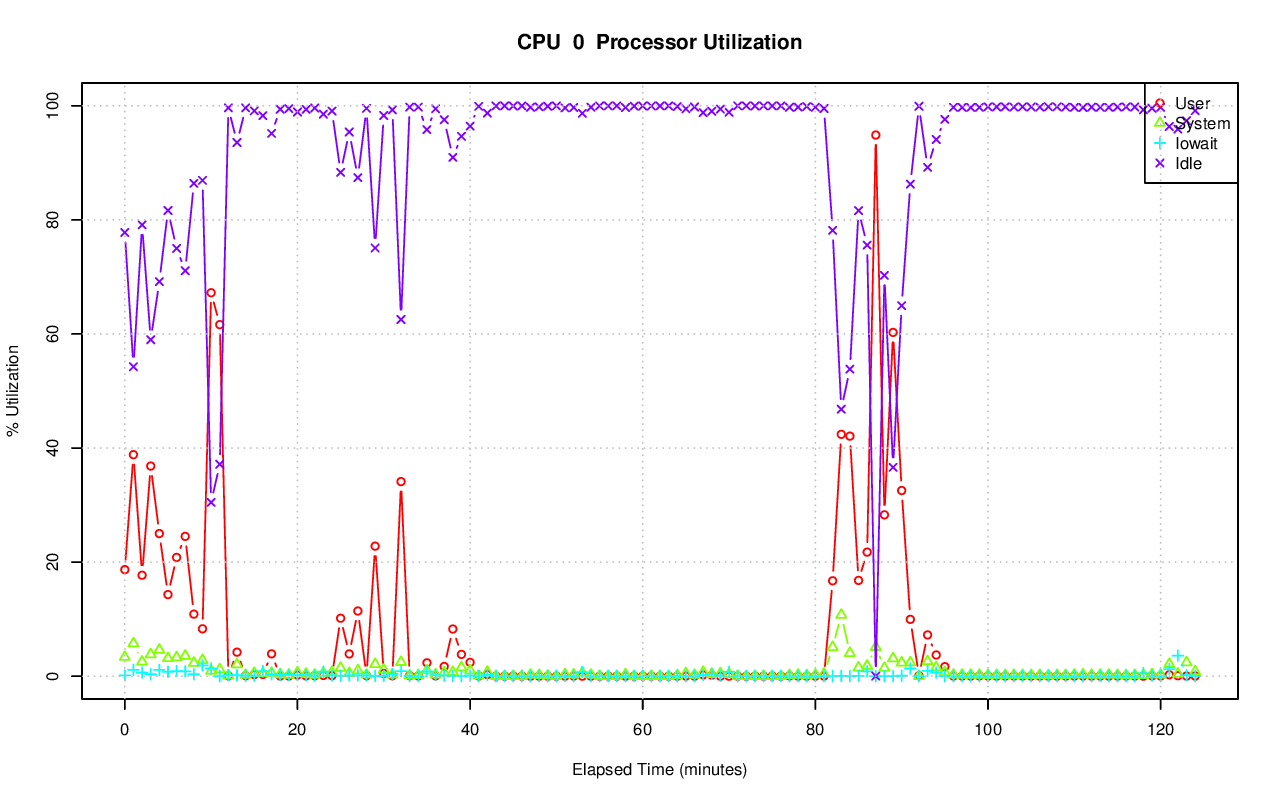 CPU 0 Processor Utilization
% Utilization
100
80
60
40
20
0
User
System
Iowait
Idle
0 20 40 60 80 100 120
Elapsed Time (minutes)